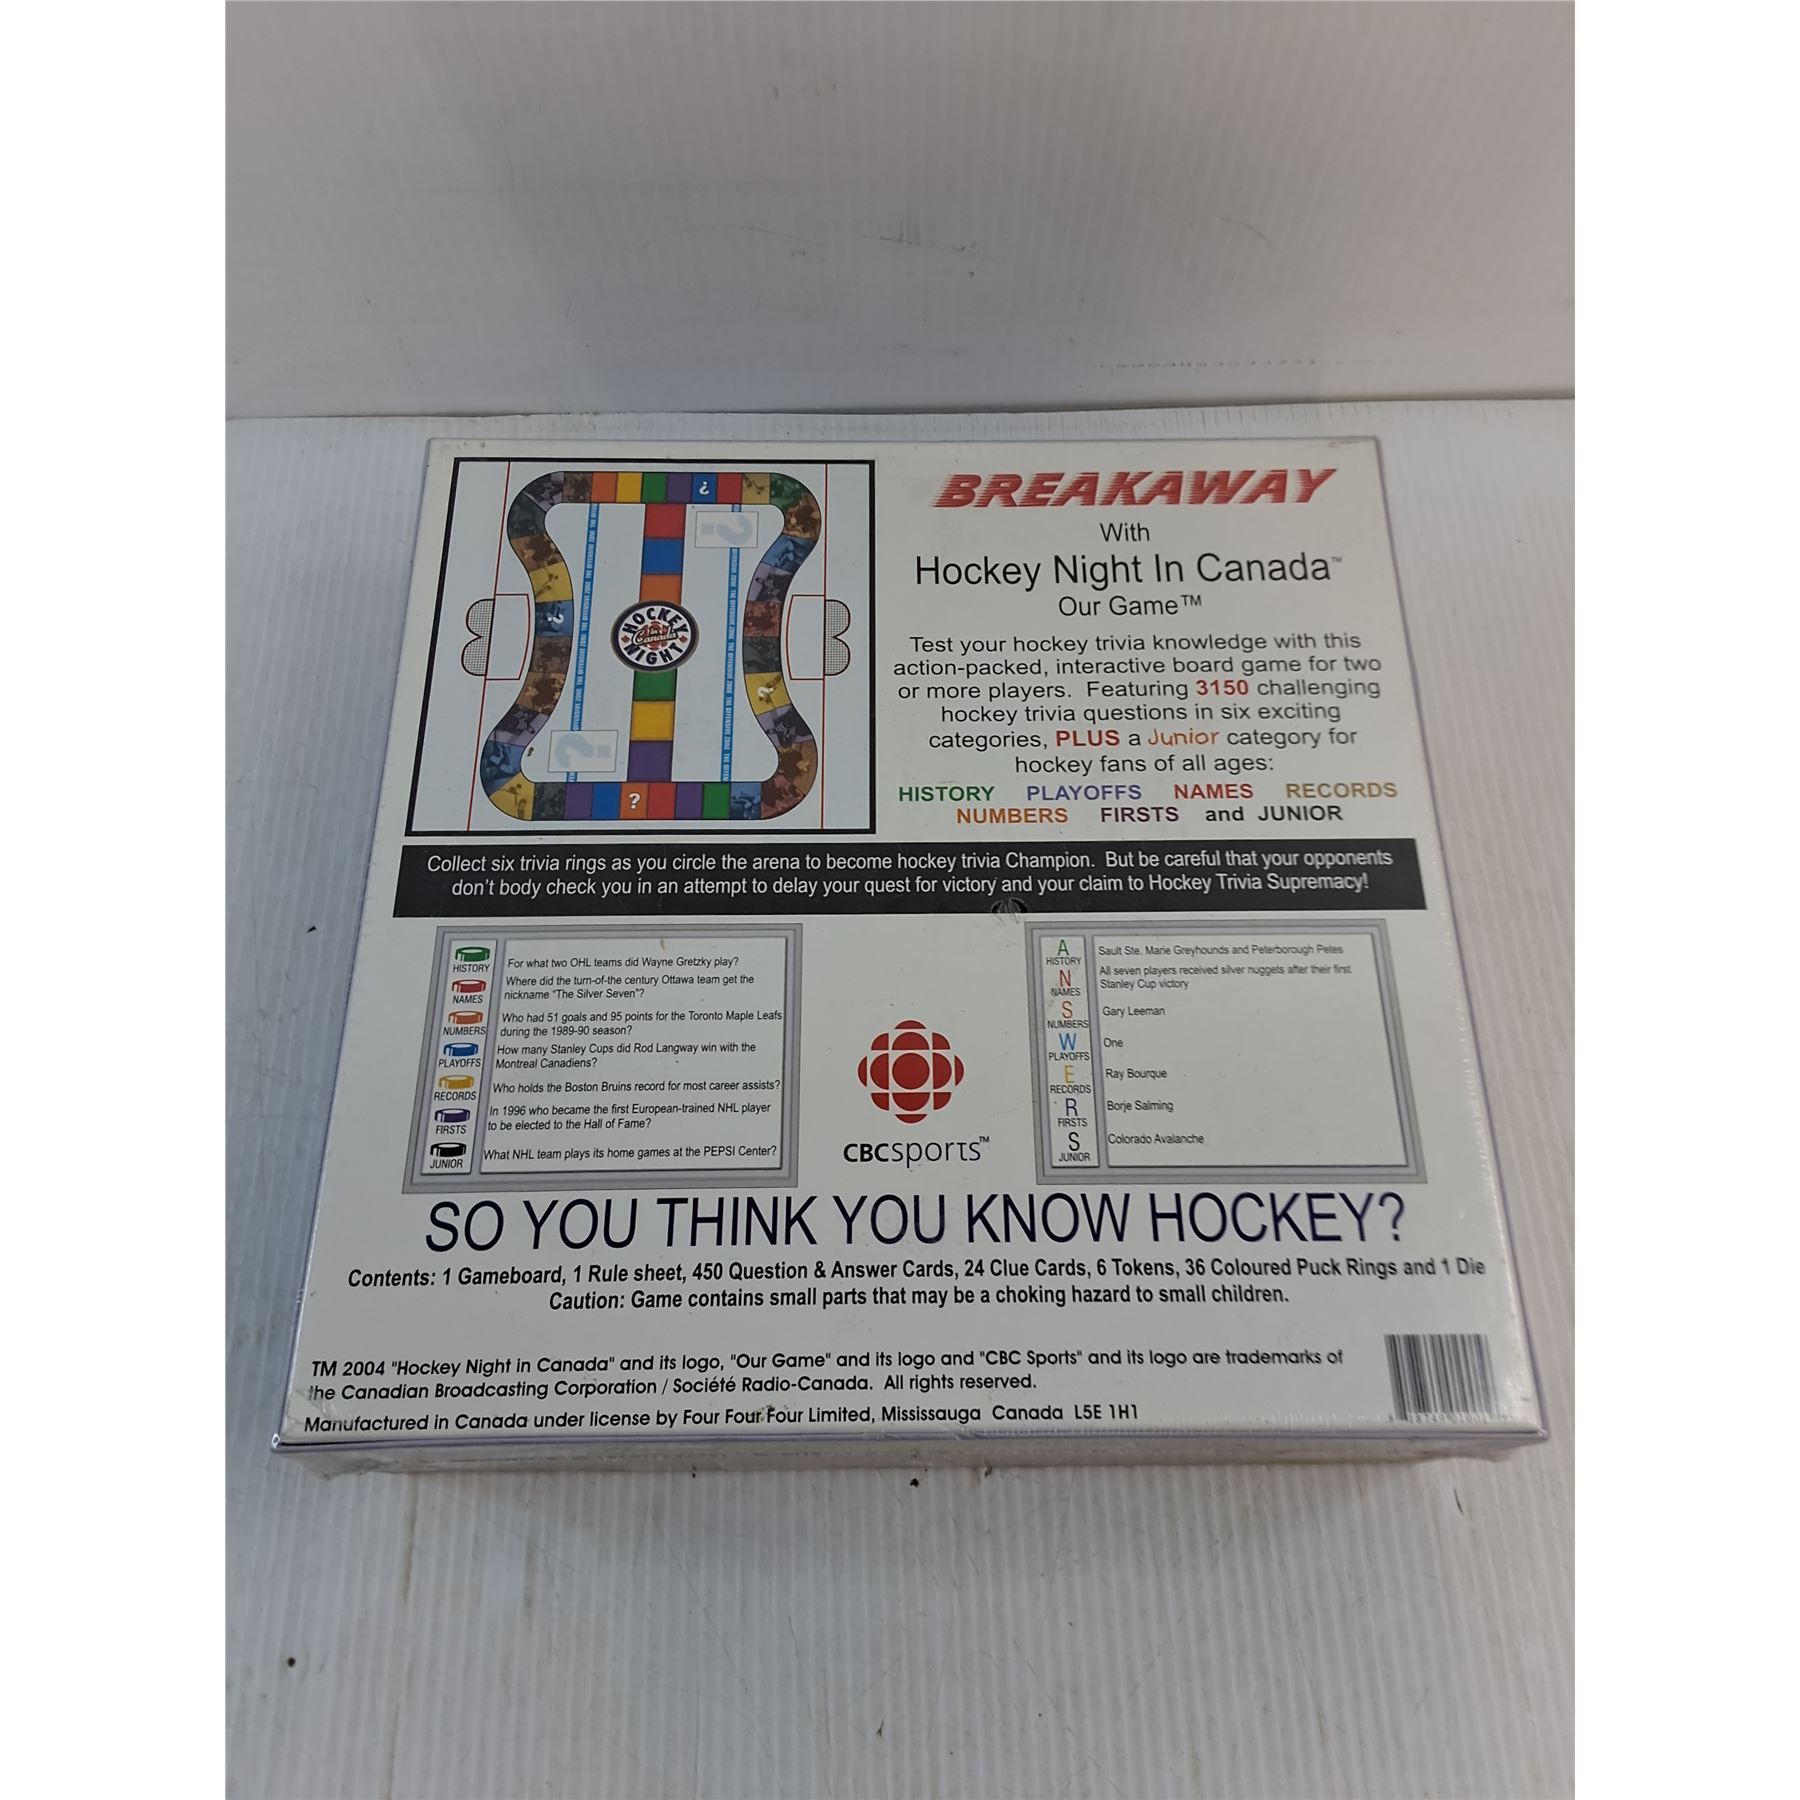 BREAKAWAY
With
Hockey Night In Canada™
Our Game™
Test your hockey trivia knowledge with this
action-packed, interactive board game for two
or more players. Featuring 3150 challenging
hockey trivia questions in six exciting
categories, PLUS a Junior category for
hockey fans of all ages:
HISTORY PLAYOFFS NAMES RECORDS
NUMBERS FIRSTS and JUNIOR
?
?
?
?
?
?
HOCKEY
in Canada
NIGHT
Collect six trivia rings as you circle the arena to become hockey trivia Champion. But be careful that your opponents
don't body check you in an attempt to delay your quest for victory and your claim to Hockey Trivia Supremacy!
HISTORY
For what two OHL teams did Wayne Gretzky play?
NAMES
Where did the turn-of-the century Ottawa team get the
nickname "The Silver Seven"?
NUMBERS
Who had 51 goals and 95 points for the Toronto Maple Leafs
during the 1989-90 season?
PLAYOFFS
How many Stanley Cups did Rod Langway win with the
Montreal Canadiens?
RECORDS
Who holds the Boston Bruins record for most career assists?
FIRSTS
In 1996 who became the first European-trained NHL player
to be elected to the Hall of Fame?
JUNIOR
What NHL team plays its home games at the PEPSI Center?
CBCsports™
A
HISTORY
Sault Ste. Marie Greyhounds and Peterborough Petes
N
NAMES
All seven players received silver nuggets after their first
Stanley Cup victory
S
NUMBERS
Gary Leeman
W
PLAYOFFS
One
E
RECORDS
Ray Bourque
R
FIRSTS
Borje Salming
S
JUNIOR
Colorado Avalanche
SO YOU THINK YOU KNOW HOCKEY?
Contents: 1 Gameboard, 1 Rule sheet, 450 Question & Answer Cards, 24 Clue Cards, 6 Tokens, 36 Coloured Puck Rings and 1 Die
Caution: Game contains small parts that may be a choking hazard to small children.
TM 2004 "Hockey Night in Canada" and its logo, "Our Game" and its logo and "CBC Sports" and its logo are trademarks of
the Canadian Broadcasting Corporation / Société Radio-Canada. All rights reserved.
Manufactured in Canada under license by Four Four Four Limited, Mississauga Canada L5E 1H1